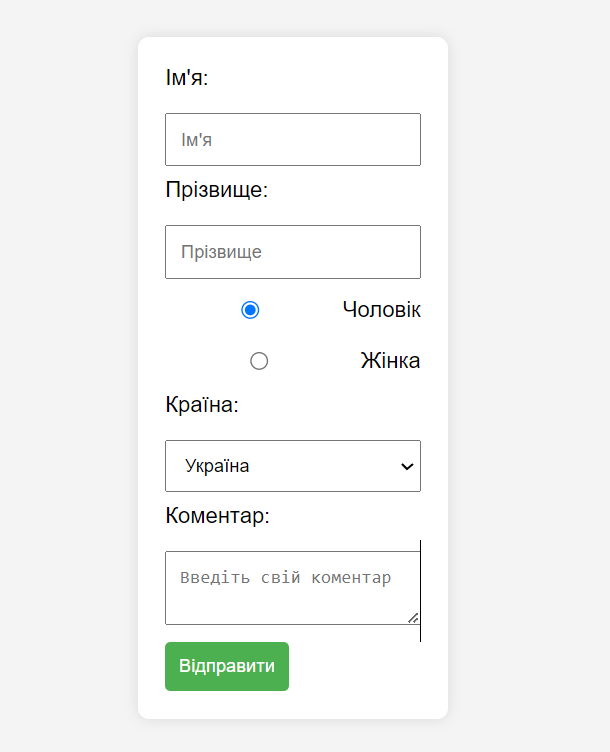 Ім'я:
Ім'я
Прізвище:
Прізвище
Чоловік
Жінка
Країна:
Україна
Коментар:
Введіть свій коментар
Відправити